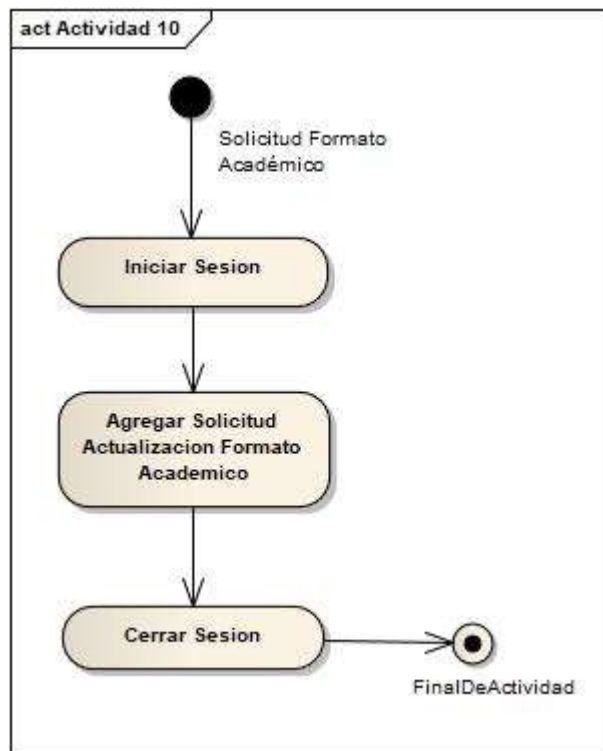 act Actividad 10
Solicitud Formato
Académico
Iniciar Sesion
Agregar Solicitud
Actualizacion Formato
Academico
Cerrar Sesion
FinalDeActividad